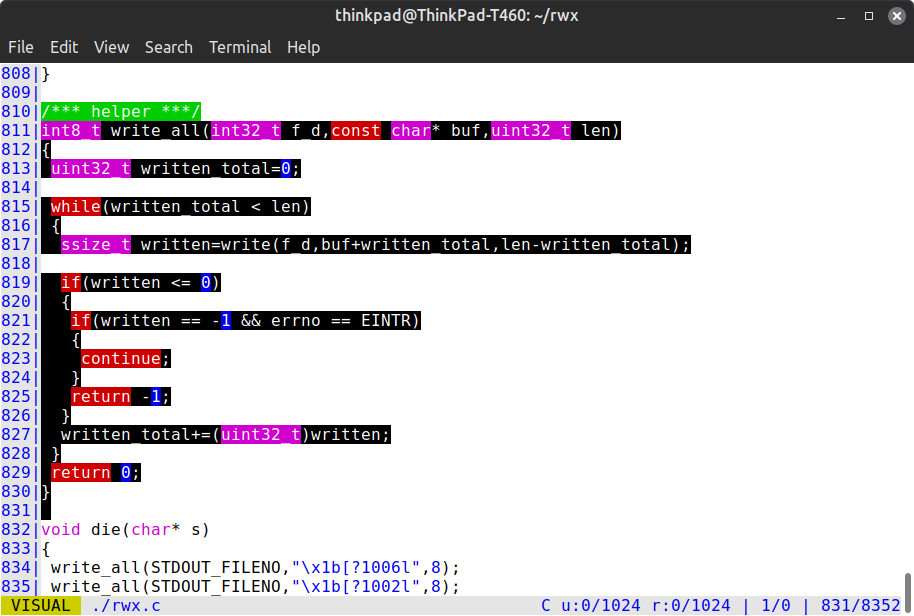 thinkpad@ThinkPad-T460: ~/rwx
File Edit View Search Terminal Help
808|}
809|
810|/*** helper ***/
811|int8_t write_all(int32_t f_d,const char* buf,uint32_t len)
812|{
813| uint32_t written_total=0;
814|
815| while(written_total < len)
816| {
817|  ssize_t written=write(f_d,buf+written_total,len-written_total);
818|
819|  if(written <= 0)
820|  {
821|   if(written == -1 && errno == EINTR)
822|   {
823|    continue;
824|   }
825|   return -1;
826|  }
827|  written_total+=(uint32_t)written;
828| }
829| return 0;
830|}
831|
832|void die(char* s)
833|{
834| write_all(STDOUT_FILENO,"\x1b[?1006l",8);
835| write_all(STDOUT_FILENO,"\x1b[?1002l",8);
VISUAL ./rwx.c C u:0/1024 r:0/1024 | 1/0 | 831/8352